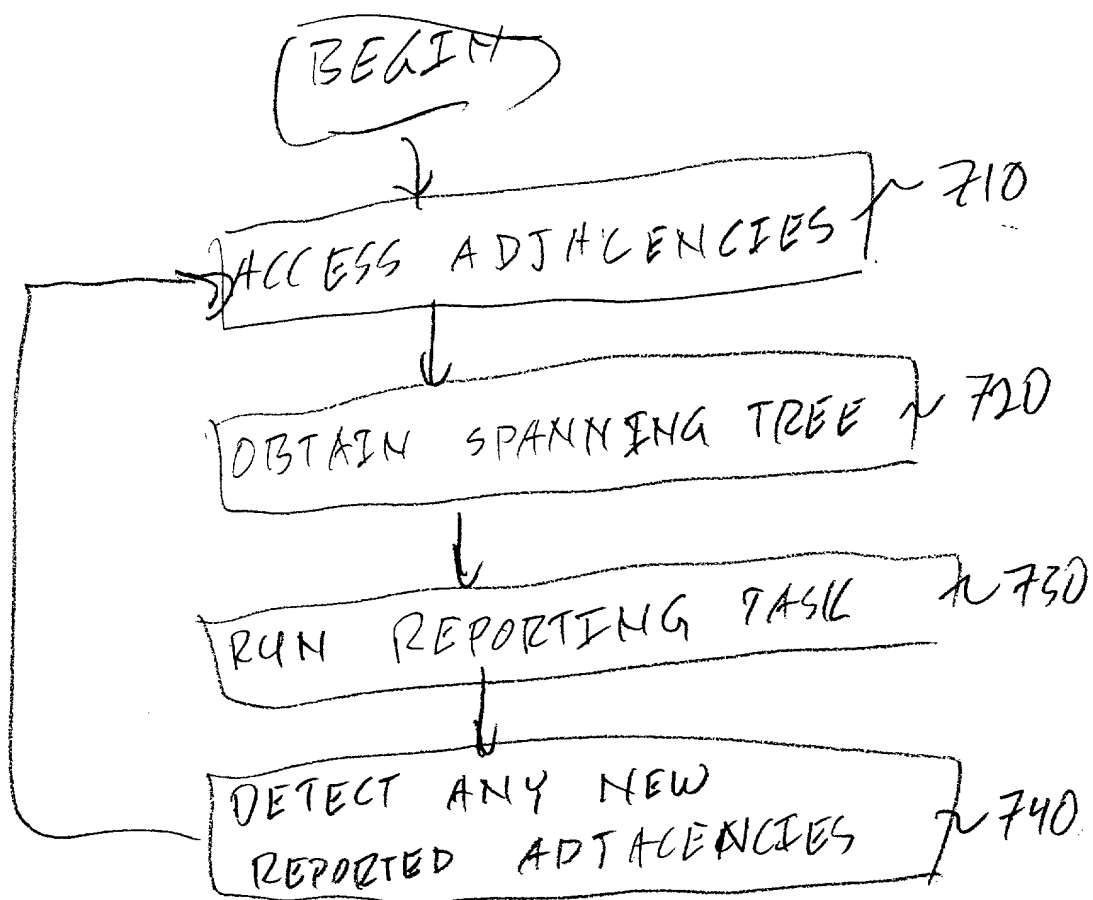 BEGIN
ACCESS ADJACENCIES 710
OBTAIN SPANNING TREE 720
RUN REPORTING TASK 730
DETECT ANY NEW
REPORTED ADJACENCIES 740